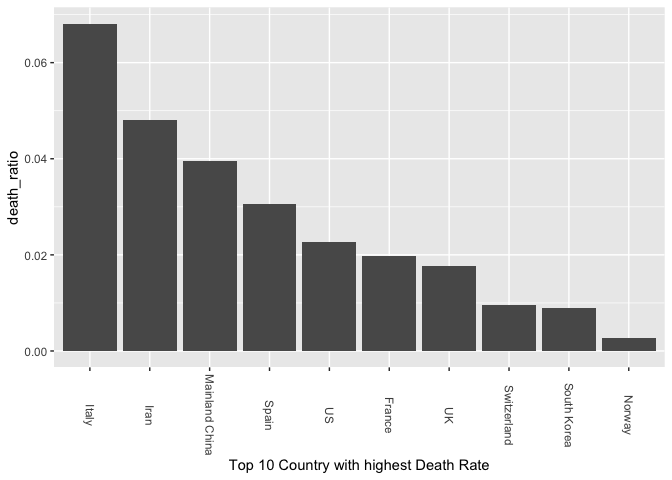 death_ratio
0.06
0.04
0.02
0.00
Italy
Iran
Mainland China
Spain
US
France
UK
Switzerland
South Korea
Norway
Top 10 Country with highest Death Rate